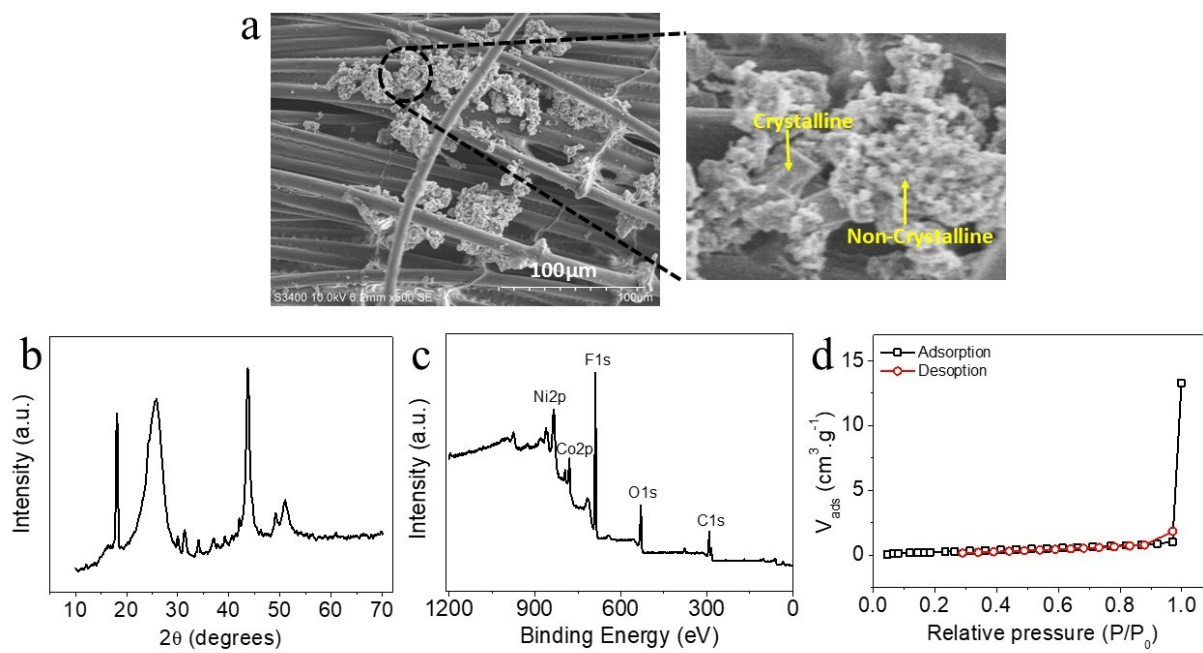 a
Crystalline
Non-Crystalline
100µm
S3400 10.0kV 6.2mm x500 SE 100µm
b
Intensity (a.u.)
10 20 30 40 50 60 70
2θ (degrees)
c
Intensity (a.u.)
F1s
Ni2p
Co2p
O1s
C1s
1200 900 600 300 0
Binding Energy (eV)
d
Adsorption
Desoption
V_ads (cm³.g⁻¹)
15
10
5
0
0.0 0.2 0.4 0.6 0.8 1.0
Relative pressure (P/P₀)